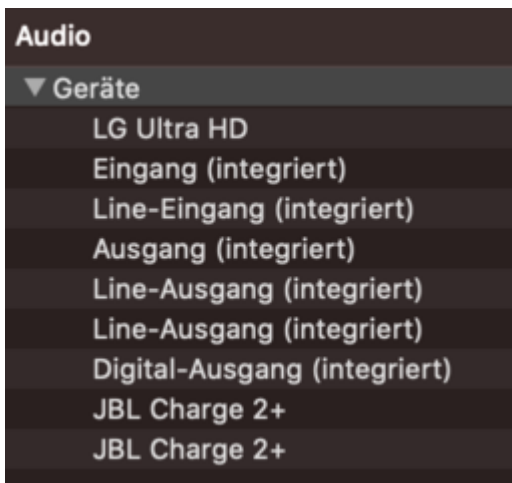 Audio
Geräte
LG Ultra HD
Eingang (integriert)
Line-Eingang (integriert)
Ausgang (integriert)
Line-Ausgang (integriert)
Line-Ausgang (integriert)
Digital-Ausgang (integriert)
JBL Charge 2+
JBL Charge 2+